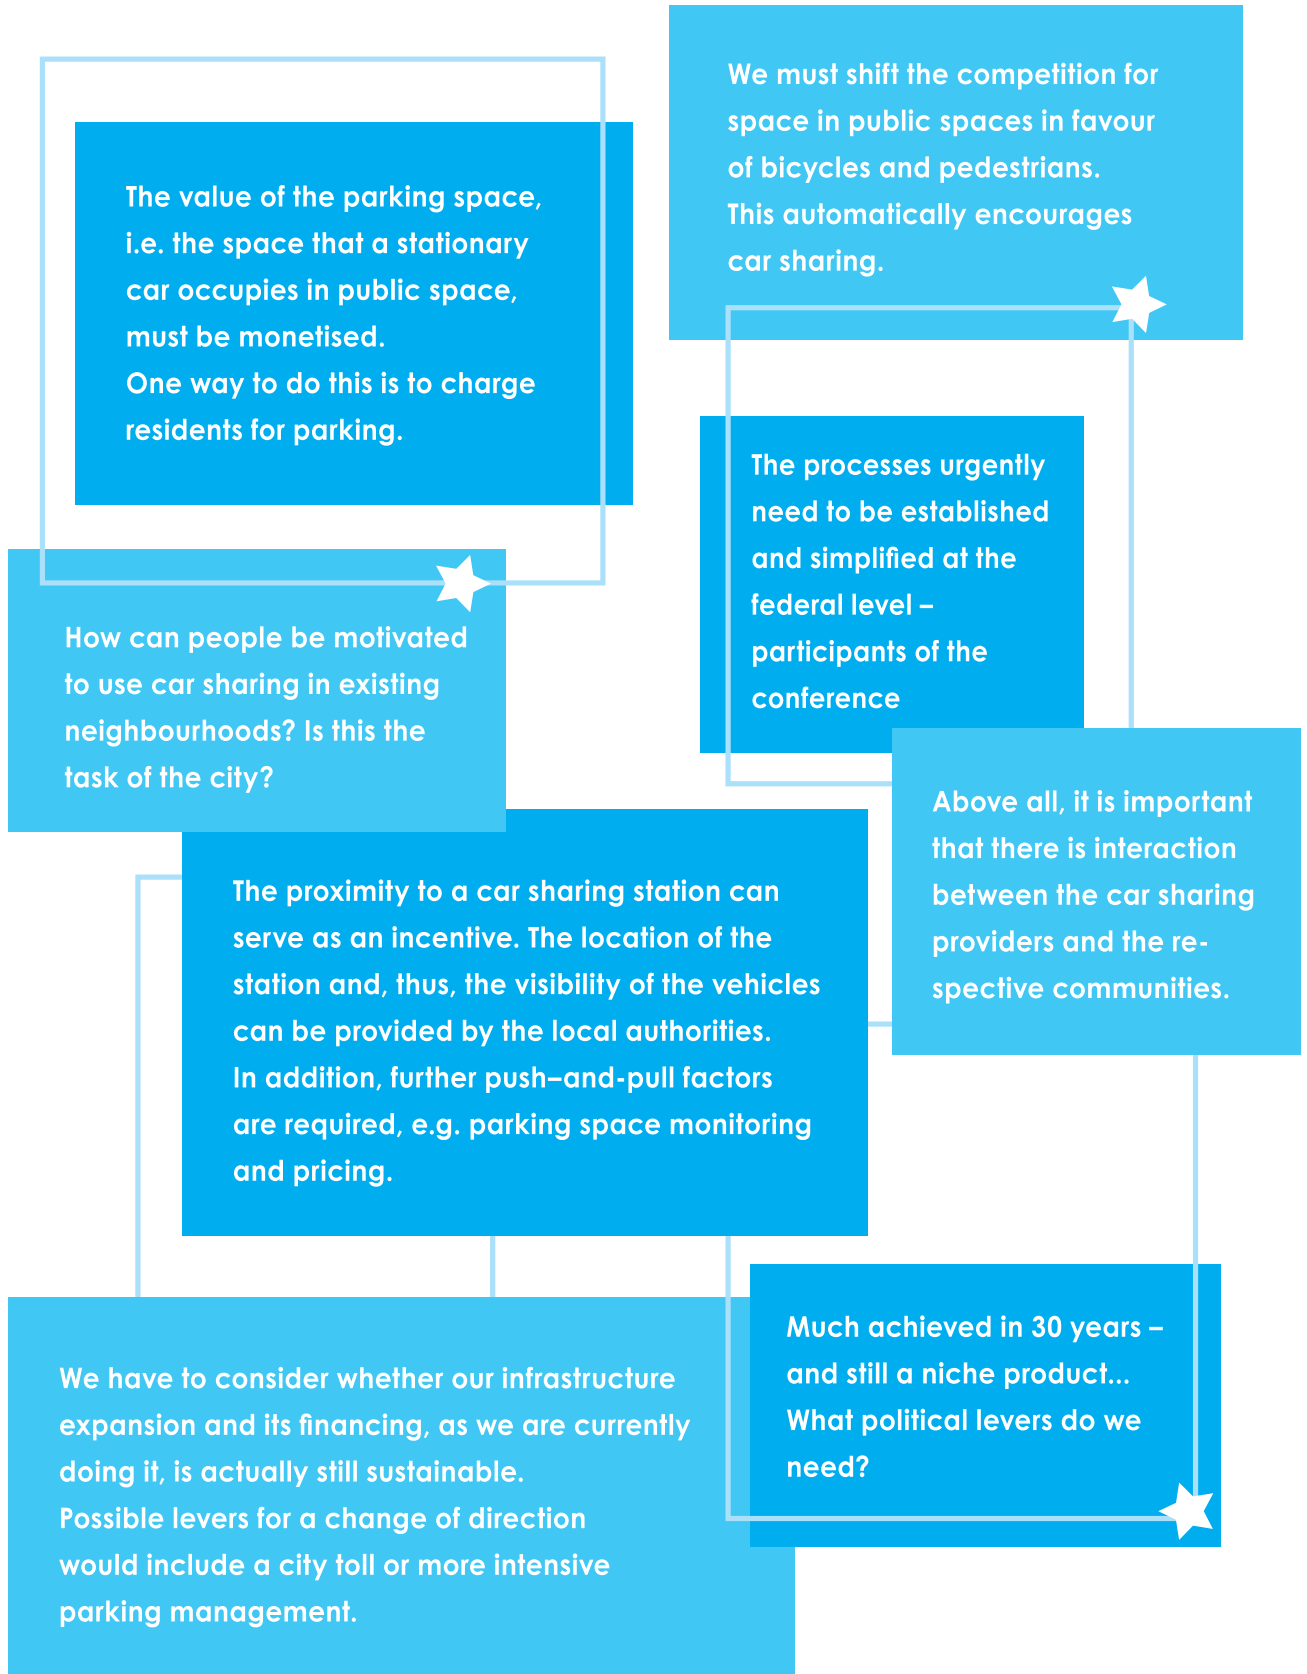 The value of the parking space,
i.e. the space that a stationary
car occupies in public space,
must be monetised.
One way to do this is to charge
residents for parking.
We must shift the competition for
space in public spaces in favour
of bicycles and pedestrians.
This automatically encourages
car sharing.
The processes urgently
need to be established
and simplified at the
federal level –
participants of the
conference
How can people be motivated
to use car sharing in existing
neighbourhoods? Is this the
task of the city?
Above all, it is important
that there is interaction
between the car sharing
providers and the re-
spective communities.
The proximity to a car sharing station can
serve as an incentive. The location of the
station and, thus, the visibility of the vehicles
can be provided by the local authorities.
In addition, further push–and-pull factors
are required, e.g. parking space monitoring
and pricing.
Much achieved in 30 years –
and still a niche product...
What political levers do we
need?
We have to consider whether our infrastructure
expansion and its financing, as we are currently
doing it, is actually still sustainable.
Possible levers for a change of direction
would include a city toll or more intensive
parking management.